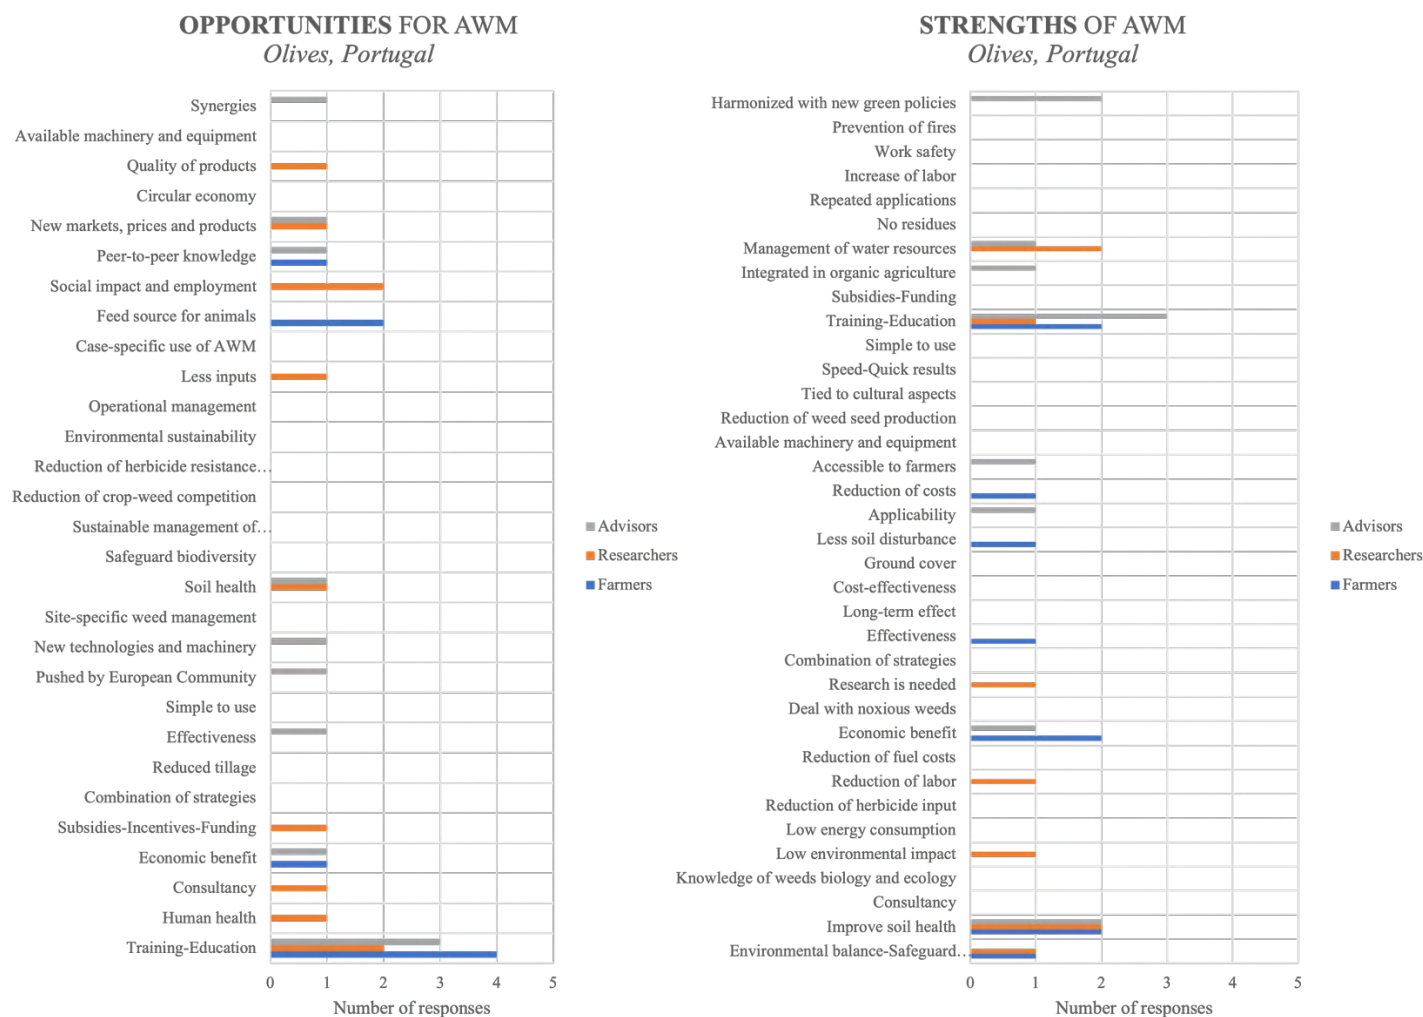 OPPORTUNITIES FOR AWM
Olives, Portugal
Synergies
Available machinery and equipment
Quality of products
Circular economy
New markets, prices and products
Peer-to-peer knowledge
Social impact and employment
Feed source for animals
Case-specific use of AWM
Less inputs
Operational management
Environmental sustainability
Reduction of herbicide resistance…
Reduction of crop-weed competition
Sustainable management of…
Safeguard biodiversity
Soil health
Site-specific weed management
New technologies and machinery
Pushed by European Community
Simple to use
Effectiveness
Reduced tillage
Combination of strategies
Subsidies-Incentives-Funding
Economic benefit
Consultancy
Human health
Training-Education
0 1 2 3 4 5
Number of responses
Advisors
Researchers
Farmers
STRENGTHS OF AWM
Olives, Portugal
Harmonized with new green policies
Prevention of fires
Work safety
Increase of labor
Repeated applications
No residues
Management of water resources
Integrated in organic agriculture
Subsidies-Funding
Training-Education
Simple to use
Speed-Quick results
Tied to cultural aspects
Reduction of weed seed production
Available machinery and equipment
Accessible to farmers
Reduction of costs
Applicability
Less soil disturbance
Ground cover
Cost-effectiveness
Long-term effect
Effectiveness
Combination of strategies
Research is needed
Deal with noxious weeds
Economic benefit
Reduction of fuel costs
Reduction of labor
Reduction of herbicide input
Low energy consumption
Low environmental impact
Knowledge of weeds biology and ecology
Consultancy
Improve soil health
Environmental balance-Safeguard…
0 1 2 3 4 5
Number of responses
Advisors
Researchers
Farmers